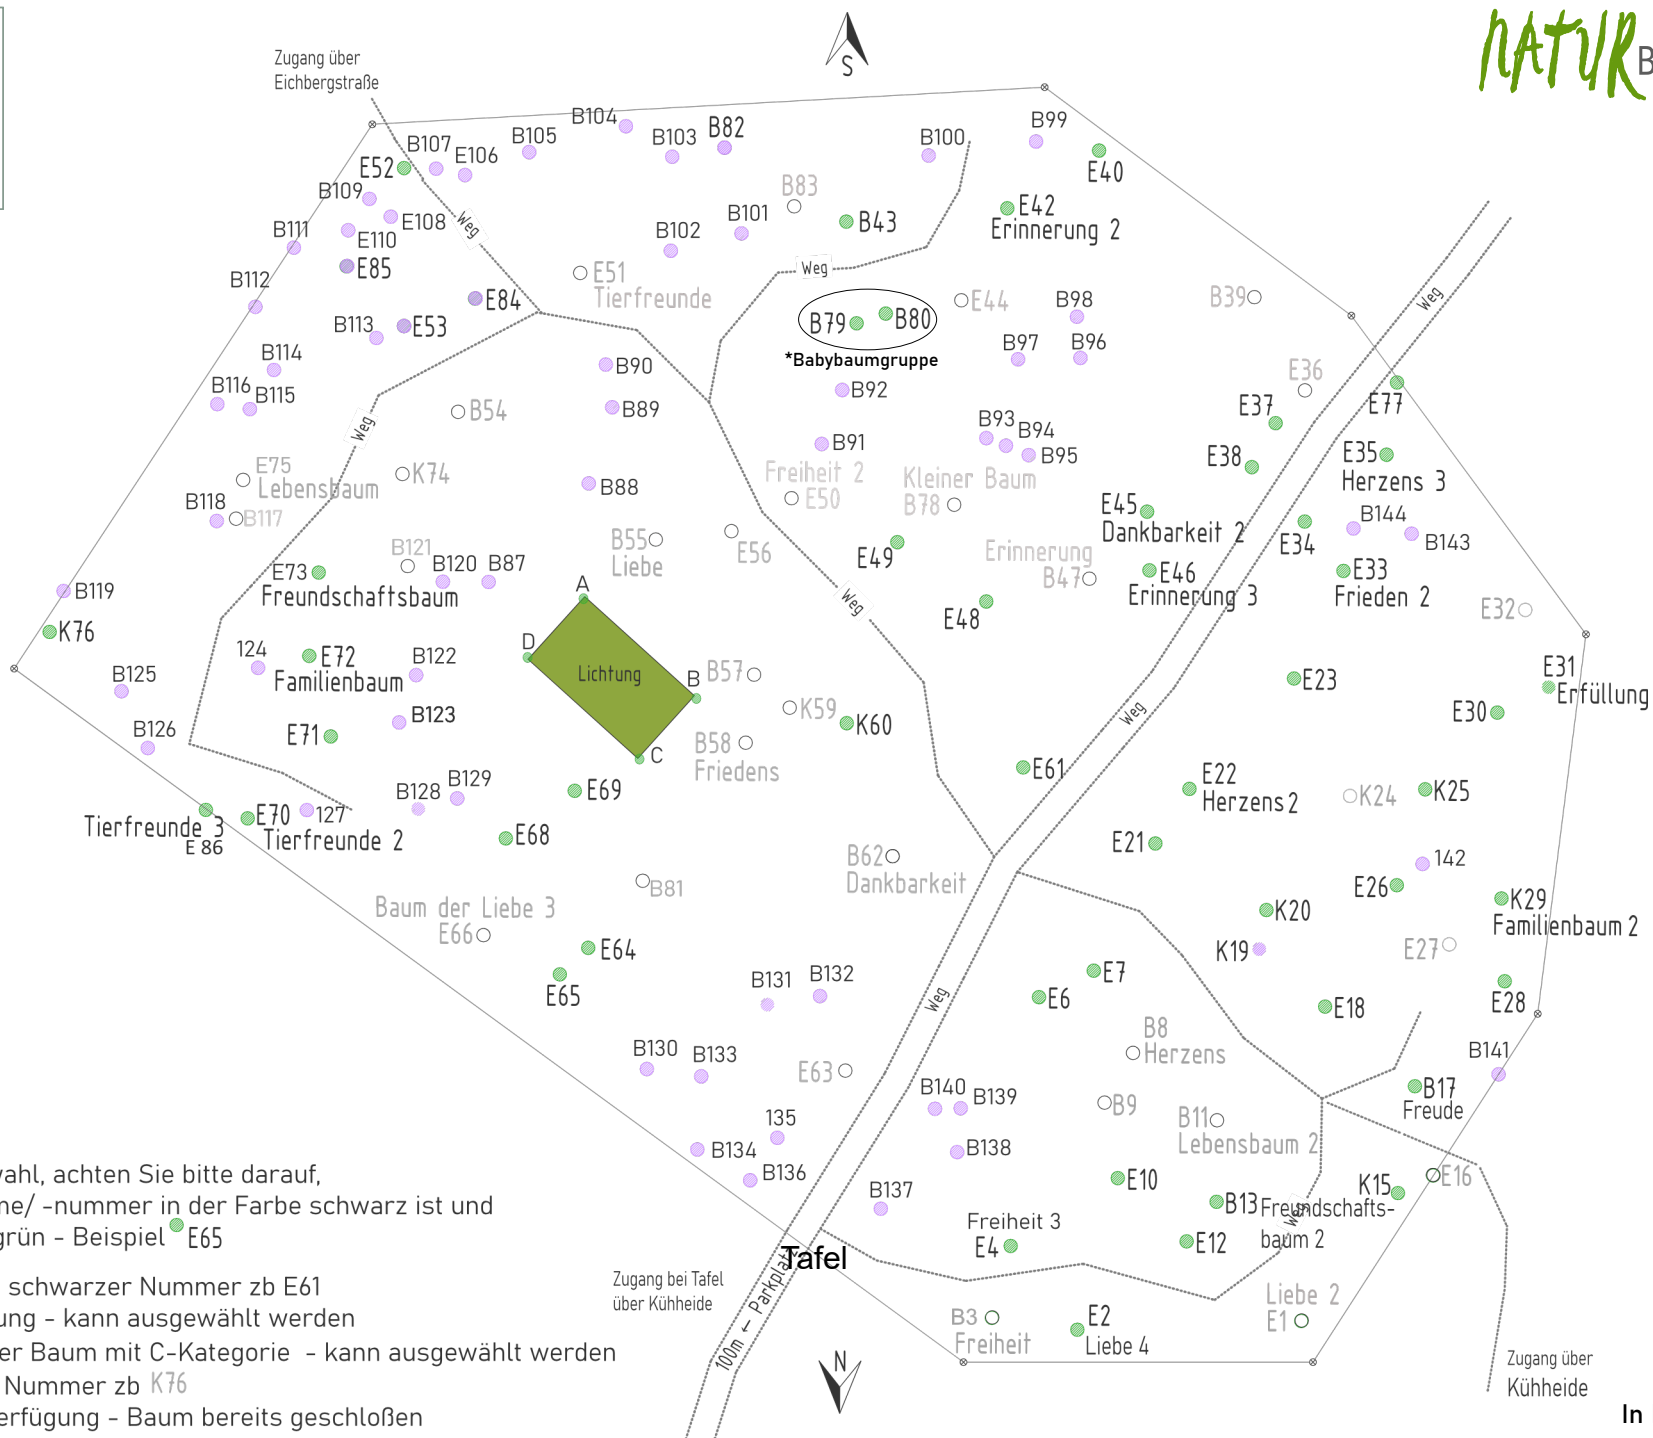 NATUR B
Zugang über
Eichbergstraße
S
B104
B103
B82
B105
B107
E106
E52
B109
E108
B111
E110
E85
B112
Weg
B100
B99
E40
B83
B101
B43
B102
E42
Erinnerung 2
E51
Tierfreunde
Weg
E84
E53
B113
B79
B80
*Babybaumgruppe
E44
B98
B39
Weg
B97
B96
B114
B116
B115
B90
B89
B92
E36
E77
E37
Weg
B54
B93
B94
B95
B91
E38
E35
Herzens 3
E75
Lebensbaum
K74
B88
Freiheit 2
E50
Kleiner Baum
B78
B118
B117
E45
Dankbarkeit 2
E34
B144
B143
B55
Liebe
E56
E49
Erinnerung
B47
B121
B120
B87
E73
Freundschaftsbaum
B119
K76
A
Weg
E48
E46
Erinnerung 3
E33
Frieden 2
E32
124
E72
Familienbaum
B122
D
Lichtung
B
B57
E23
E31
Erfüllung
B125
B123
K59
K60
E30
B126
E71
C
B58
Friedens
Weg
E61
E22
Herzens 2
K24
K25
B129
B128
E69
E70
127
Tierfreunde 3
E 86
Tierfreunde 2
E68
E21
142
B62
Dankbarkeit
B81
E26
K29
Familienbaum 2
Baum der Liebe 3
E66
K20
K19
E27
E64
E65
E7
E6
B131
B132
Weg
E18
E28
B8
Herzens
B130
B133
E63
B141
B140
B139
B9
B17
Freude
B11
Lebensbaum 2
135
B134
B138
B136
E10
K15
E16
B137
B13
Freundschafts-
baum 2
Weg
Freiheit 3
E4
E12
Tafel
Zugang bei Tafel
über Kühheide
100m ← Parkplatz
B3
Freiheit
E2
Liebe 4
Liebe 2
E1
N
Zugang über
Kühheide
wahl, achten Sie bitte darauf,
me/ -nummer in der Farbe schwarz ist und
grün - Beispiel E65
schwarzer Nummer zb E61
ung - kann ausgewählt werden
er Baum mit C-Kategorie - kann ausgewählt werden
Nummer zb K76
erfügung - Baum bereits geschloßen
In